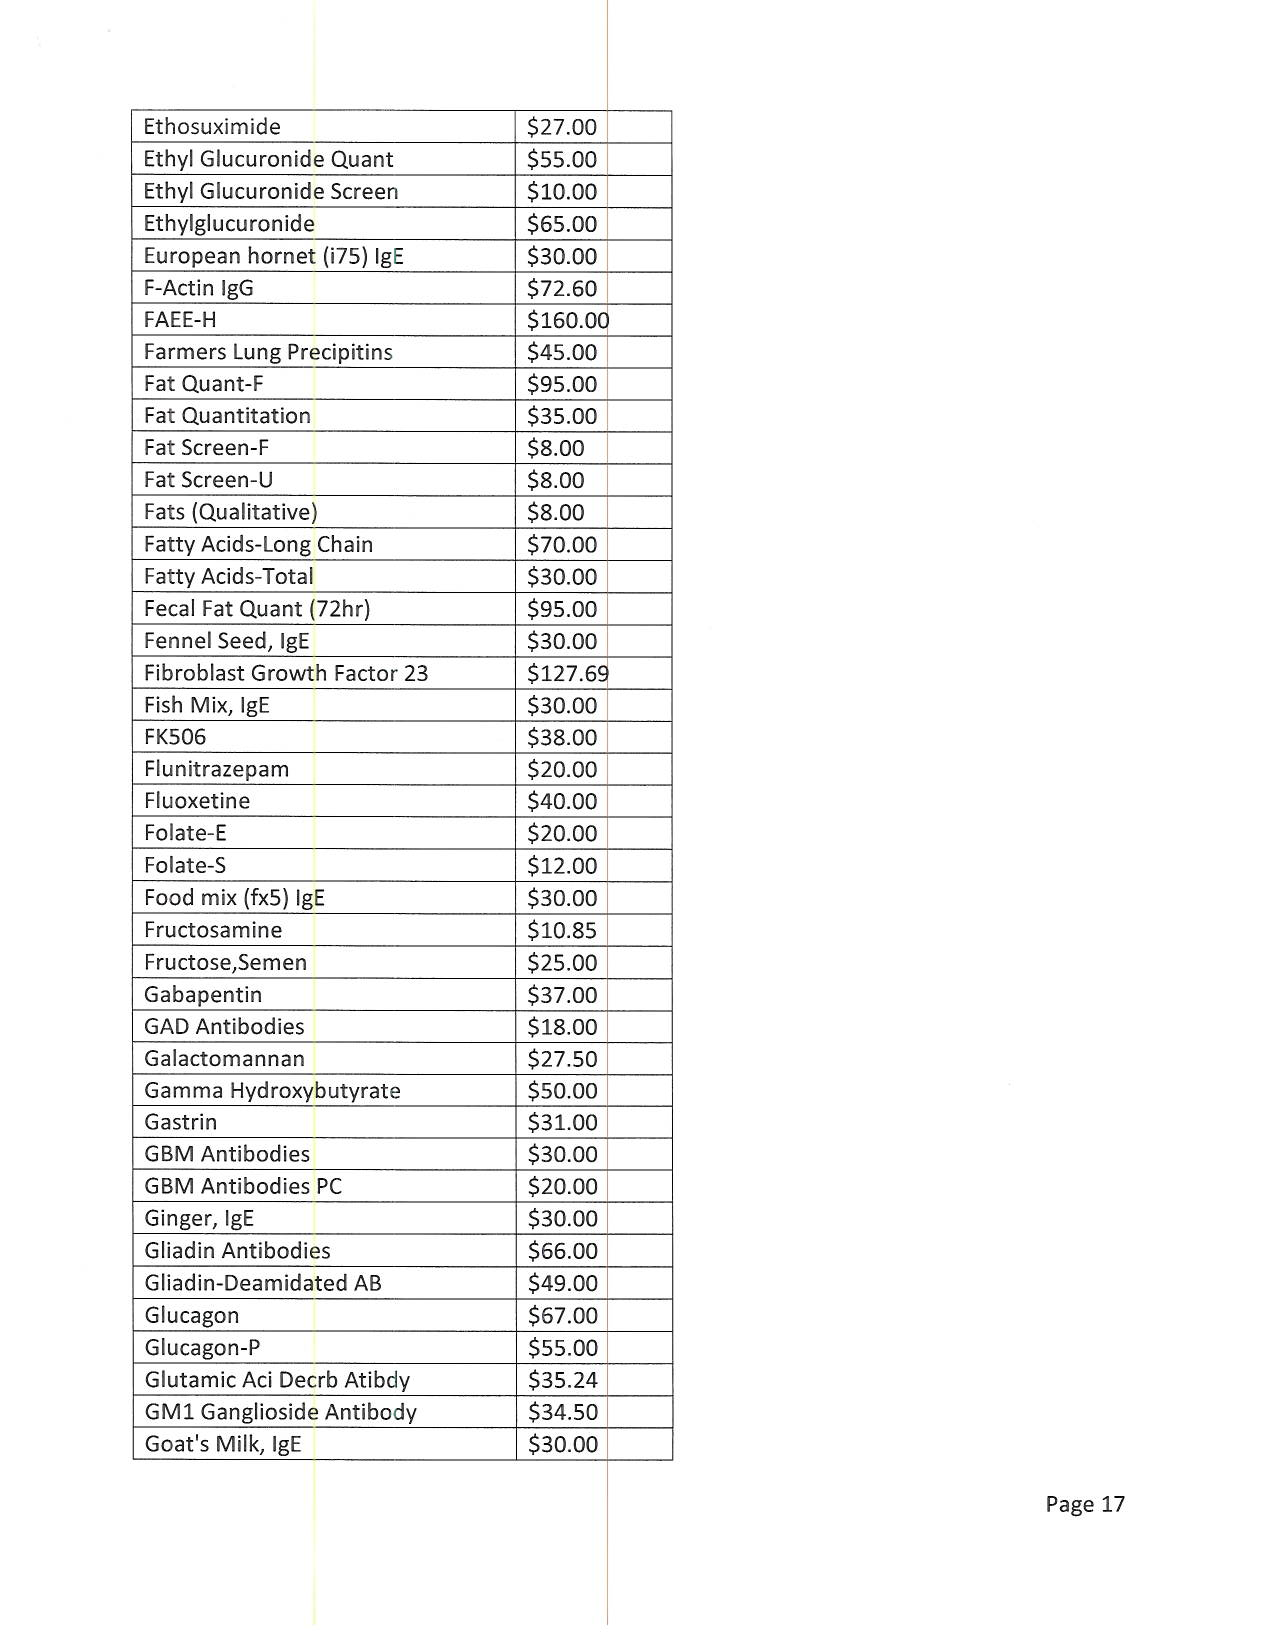 Ethosuximide $27.00
Ethyl Glucuronide Quant $55.00
Ethyl Glucuronide Screen $10.00
Ethylglucuronide $65.00
European hornet (i75) IgE $30.00
F-Actin IgG $72.60
FAEE-H $160.00
Farmers Lung Precipitins $45.00
Fat Quant-F $95.00
Fat Quantitation $35.00
Fat Screen-F $8.00
Fat Screen-U $8.00
Fats (Qualitative) $8.00
Fatty Acids-Long Chain $70.00
Fatty Acids-Total $30.00
Fecal Fat Quant (72hr) $95.00
Fennel Seed, IgE $30.00
Fibroblast Growth Factor 23 $127.69
Fish Mix, IgE $30.00
FK506 $38.00
Flunitrazepam $20.00
Fluoxetine $40.00
Folate-E $20.00
Folate-S $12.00
Food mix (fx5) IgE $30.00
Fructosamine $10.85
Fructose,Semen $25.00
Gabapentin $37.00
GAD Antibodies $18.00
Galactomannan $27.50
Gamma Hydroxybutyrate $50.00
Gastrin $31.00
GBM Antibodies $30.00
GBM Antibodies PC $20.00
Ginger, IgE $30.00
Gliadin Antibodies $66.00
Gliadin-Deamidated AB $49.00
Glucagon $67.00
Glucagon-P $55.00
Glutamic Aci Decrb Atibdy $35.24
GM1 Ganglioside Antibody $34.50
Goat's Milk, IgE $30.00
Page 17